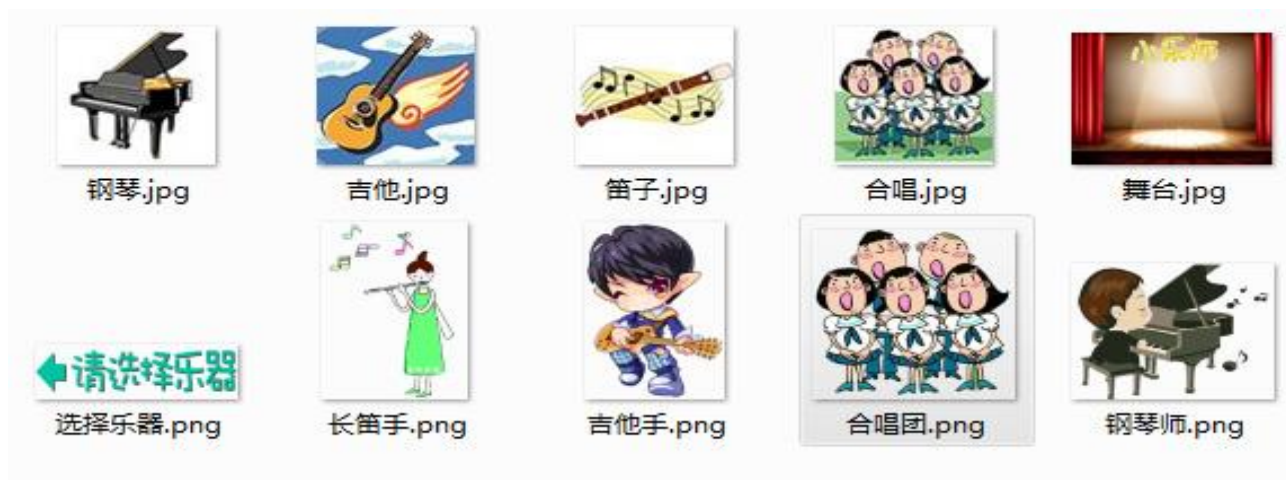 小乐师
钢琴.jpg
吉他.jpg
笛子.jpg
合唱.jpg
舞台.jpg
请选择乐器
选择乐器.png
长笛手.png
吉他手.png
合唱团.png
钢琴师.png